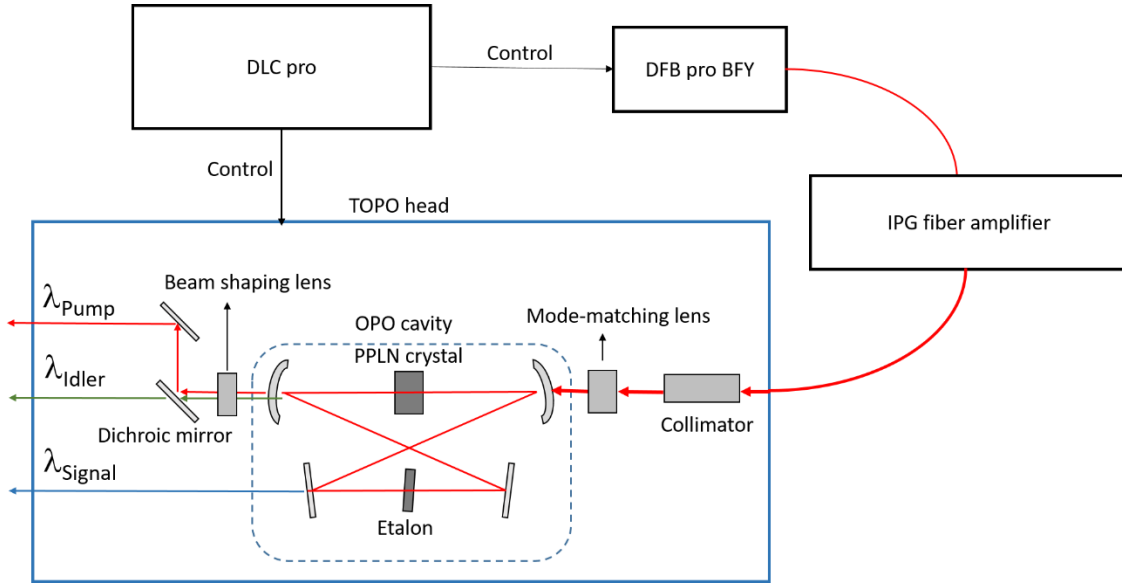 DLC pro
Control
DFB pro BFY
Control
IPG fiber amplifier
TOPO head
Beam shaping lens
λPump
OPO cavity
Mode-matching lens
PPLN crystal
λIdler
Dichroic mirror
Collimator
λSignal
Etalon